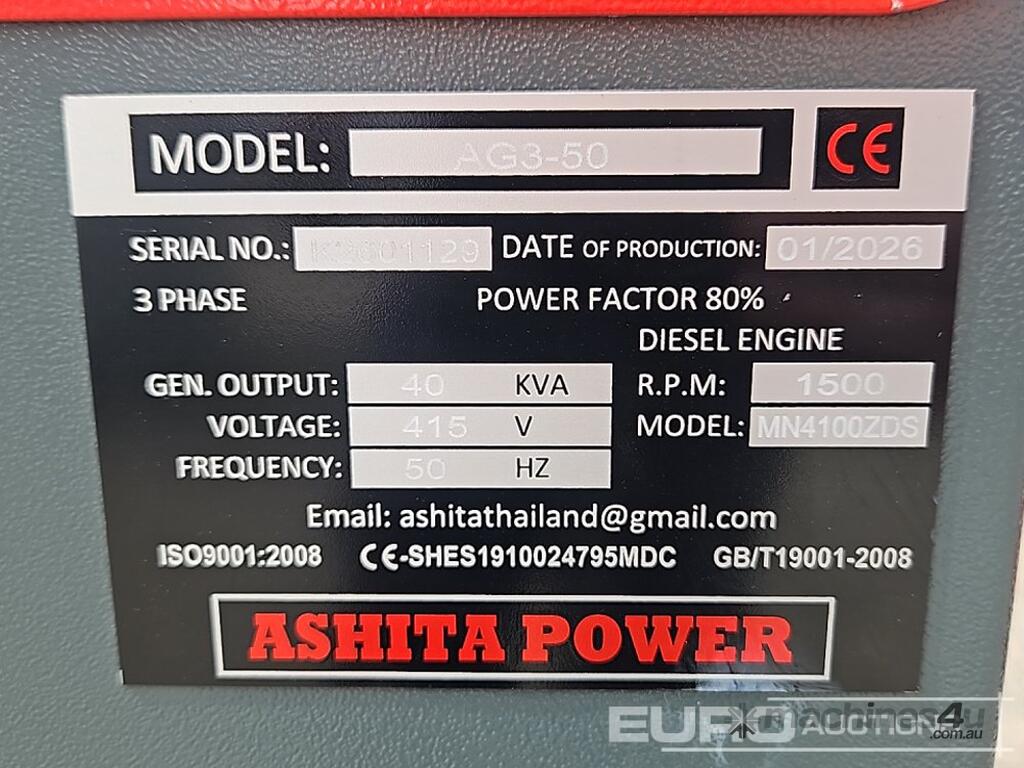 MODEL: AG3-50 CE
SERIAL NO.: DATE OF PRODUCTION: 01/2026
3 PHASE POWER FACTOR 80%
DIESEL ENGINE
GEN. OUTPUT: 40 KVA R.P.M: 1500
VOLTAGE: 415 V MODEL: MN4100ZDS
FREQUENCY: 50 HZ
Email: ashitathailand@gmail.com
ISO9001:2008 CE-SHES1910024795MDC GB/T19001-2008
ASHITA POWER
machines4u
.com.au
EURO AUCTIONS